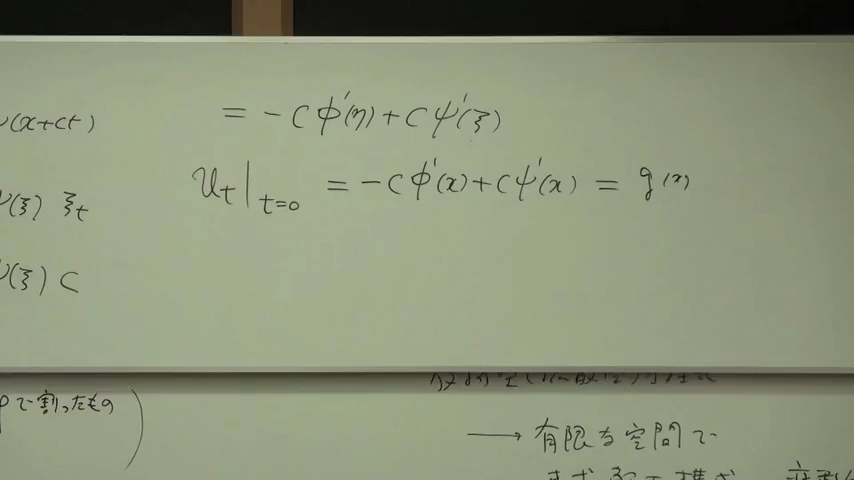 (x+ct)
= -cφ'(η)+cψ'(ξ)
u_t|_{t=0} = -cφ'(x)+cψ'(x) = g(x)
(ξ) ξ_t
(ξ) c
で割ったもの
→ 有限な空間で